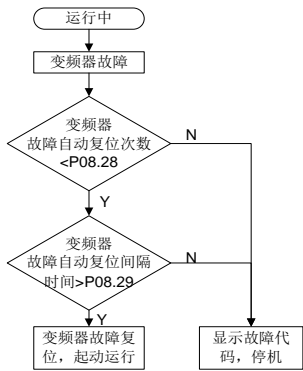 运行中
变频器故障
变频器
故障自动复位次数
<P08.28
N
Y
变频器
故障自动复位间隔
时间>P08.29
N
Y
变频器故障复
位，起动运行
显示故障代
码，停机